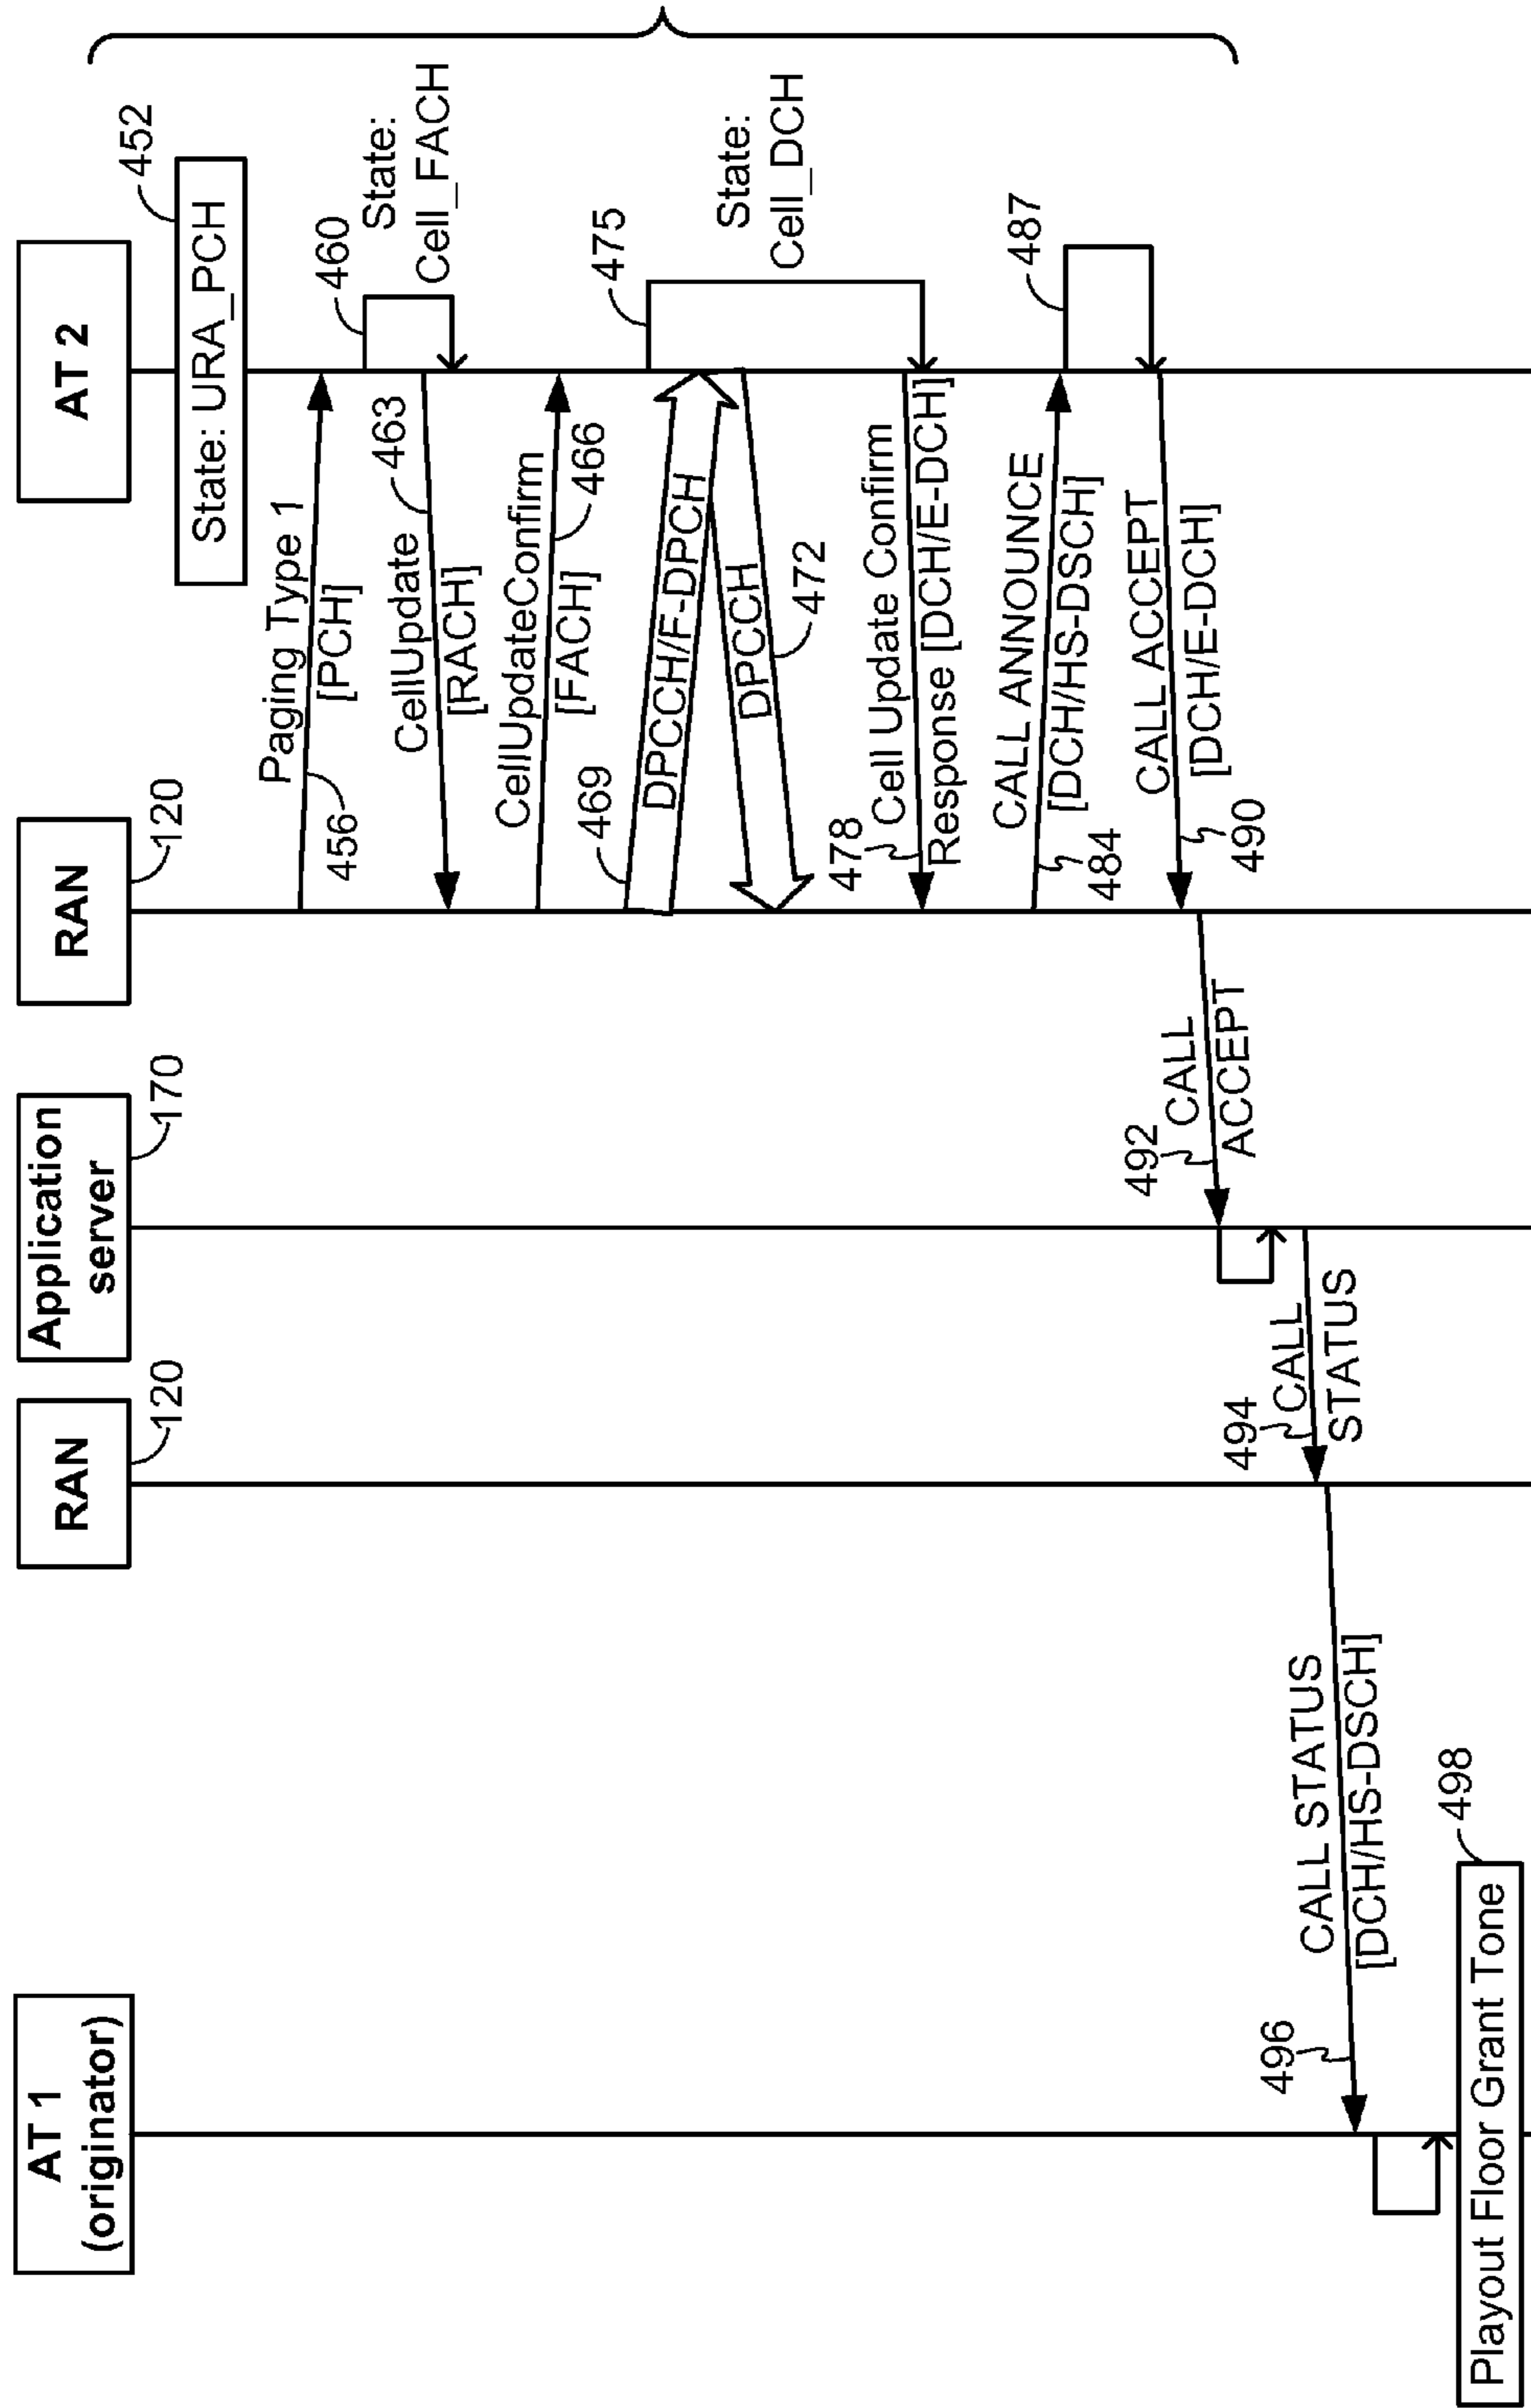 AT 1
(originator)
RAN
120
Application
server
170
RAN
120
AT 2
State: URA_PCH
452
Paging Type 1
[PCH]
456
460
State:
Cell_FACH
CellUpdate
[RACH]
463
CellUpdateConfirm
[FACH]
466
469
DPCCH/F-DPCH
475
State:
Cell_DCH
DPCCH
472
478
Cell Update Confirm
Response [DCH/E-DCH]
CALL ANNOUNCE
[DCH/HS-DSCH]
484
487
CALL ACCEPT
[DCH/E-DCH]
490
492
CALL
ACCEPT
494
CALL
STATUS
496
CALL STATUS
[DCH/HS-DSCH]
Playout Floor Grant Tone
498